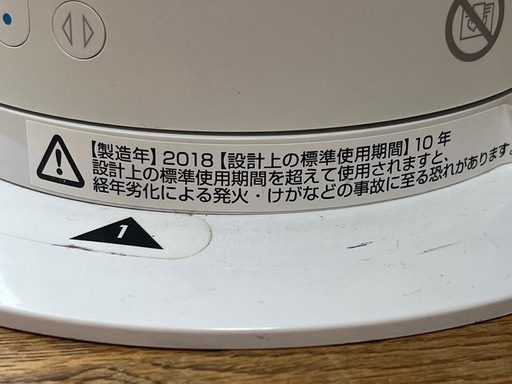 【製造年】2018【設計上の標準使用期間】10年
設計上の標準使用期間を超えて使用されますと、
経年劣化による発火・けがなどの事故に至る恐れがあります。
1